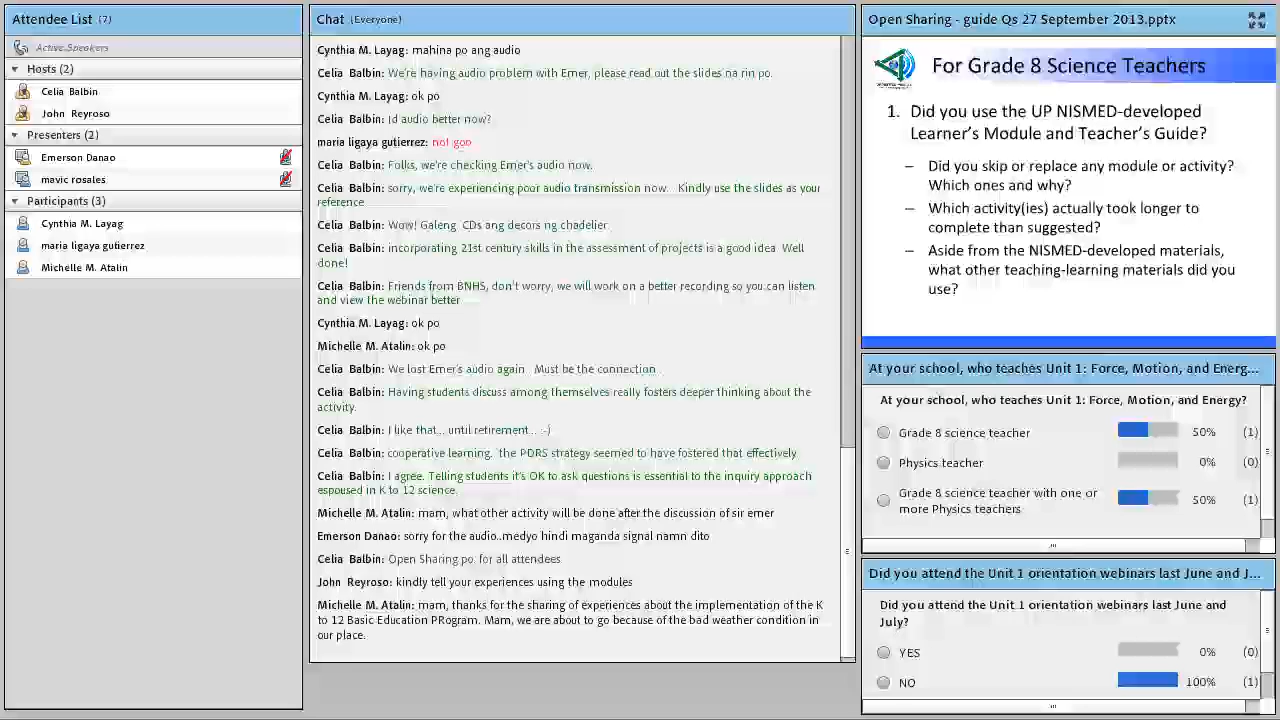 Attendee List (7)
Active Speakers
Hosts (2)
Celia Balbin
John Reyroso
Presenters (2)
Emerson Danao
mavic rosales
Participants (3)
Cynthia M. Layag
maria ligaya gutierrez
Michelle M. Atalin
Chat (Everyone)
Cynthia M. Layag: mahina po ang audio
Celia Balbin: We're having audio problem with Emer, please read out the slides na rin po.
Cynthia M. Layag: ok po
Celia Balbin: Id audio better now?
maria ligaya gutierrez: not goo
Celia Balbin: Folks, we're checking Emer's audio now.
Celia Balbin: sorry, we're experiencing poor audio transmission now. Kindly use the slides as your
reference.
Celia Balbin: Wow! Galeng CDs ang decors ng chadelier
Celia Balbin: incorporating 21st century skills in the assessment of projects is a good idea Well
done!
Celia Balbin: Friends from BNHS, don't worry, we will work on a better recording so you can listen
and view the webinar better
Cynthia M. Layag: ok po
Michelle M. Atalin: ok po
Celia Balbin: We lost Emer's audio again Must be the connection
Celia Balbin: Having students discuss among themselves really fosters deeper thinking about the
activity.
Celia Balbin: I like that... until retirement... :-)
Celia Balbin: cooperative learning. the PDRS strategy seemed to have fostered that effectively
Celia Balbin: I agree. Telling students it's OK to ask questions is essential to the inquiry approach
espoused in K to 12 science.
Michelle M. Atalin: mam, what other activity will be done after the discussion of sir emer
Emerson Danao: sorry for the audio..medyo hindi maganda signal namn dito
Celia Balbin: Open Sharing po for all attendees
John Reyroso: kindly tell your experiences using the modules
Michelle M. Atalin: mam, thanks for the sharing of experiences about the implementation of the K
to 12 Basic Education PRogram. Mam, we are about to go because of the bad weather condition in
our place.
Open Sharing - guide Qs 27 September 2013.pptx
For Grade 8 Science Teachers
1. Did you use the UP NISMED-developed
Learner's Module and Teacher's Guide?
– Did you skip or replace any module or activity?
Which ones and why?
– Which activity(ies) actually took longer to
complete than suggested?
– Aside from the NISMED-developed materials,
what other teaching-learning materials did you
use?
At your school, who teaches Unit 1: Force, Motion, and Energ...
At your school, who teaches Unit 1: Force, Motion, and Energy?
Grade 8 science teacher 50% (1)
Physics teacher 0% (0)
Grade 8 science teacher with one or
more Physics teachers 50% (1)
Did you attend the Unit 1 orientation webinars last June and J...
Did you attend the Unit 1 orientation webinars last June and
July?
YES 0% (0)
NO 100% (1)